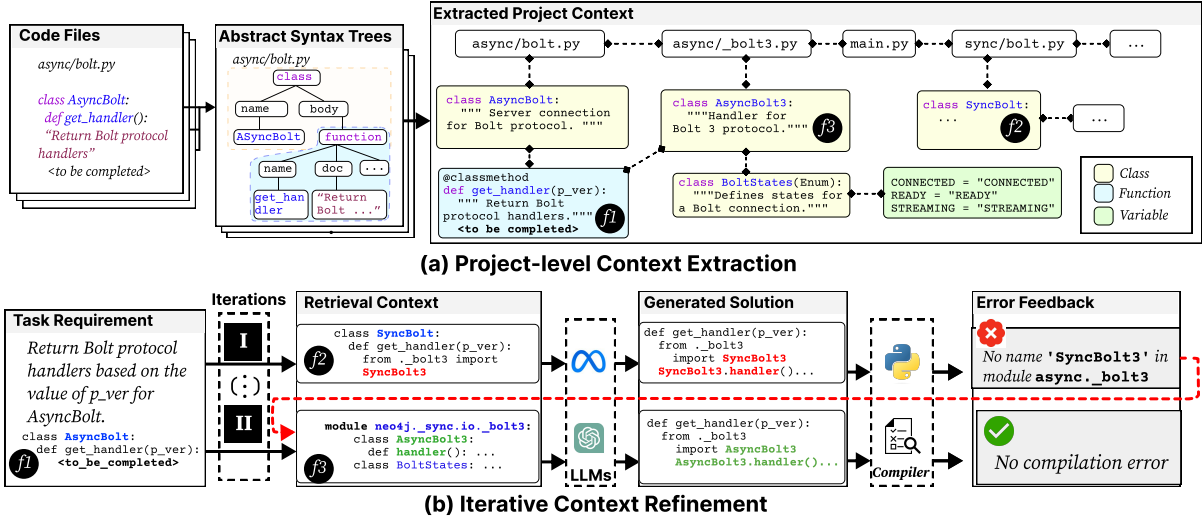 Code Files
async/bolt.py
class AsyncBolt:
def get_handler():
“Return Bolt protocol
handlers”
<to be completed>
Abstract Syntax Trees
async/bolt.py
class
name
body
ASyncBolt
function
name
doc
...
get_han
dler
“Return
Bolt ...”
Extracted Project Context
async/bolt.py
async/_bolt3.py
main.py
sync/bolt.py
...
class AsyncBolt:
""" Server connection
for Bolt protocol. """
class AsyncBolt3:
"""Handler for
Bolt 3 protocol."""
f3
class SyncBolt:
...
f2
...
@classmethod
def get_handler(p_ver):
""" Return Bolt
protocol handlers."""
<to be completed>
f1
class BoltStates(Enum):
"""Defines states for
a Bolt connection."""
CONNECTED = "CONNECTED"
READY = "READY"
STREAMING = "STREAMING"
Class
Function
Variable
(a) Project-level Context Extraction
Task Requirement
Return Bolt protocol
handlers based on the
value of p_ver for
AsyncBolt.
class AsyncBolt:
def get_handler(p_ver):
<to_be_completed>
f1
Iterations
I
(:)
II
Retrieval Context
class SyncBolt:
def get_handler(p_ver):
from ._bolt3 import
SyncBolt3
f2
module neo4j._sync.io._bolt3:
class AsyncBolt3:
def handler(): ...
class BoltStates: ...
f3
LLMs
Generated Solution
def get_handler(p_ver):
from ._bolt3
import SyncBolt3
SyncBolt3.handler()...
def get_handler(p_ver):
from ._bolt3
import AsyncBolt3
AsyncBolt3.handler()...
Compiler
Error Feedback
No name 'SyncBolt3' in
module async._bolt3
No compilation error
(b) Iterative Context Refinement